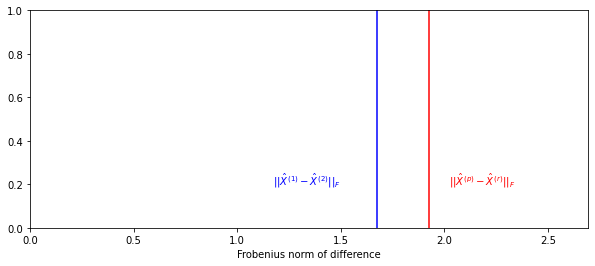 1.0
0.8
0.6
0.4
0.2
0.0
||X̂⁽¹⁾ − X̂⁽²⁾||_F
||X̂⁽ᵖ⁾ − X̂⁽ʳ⁾||_F
0.0 0.5 1.0 1.5 2.0 2.5
Frobenius norm of difference